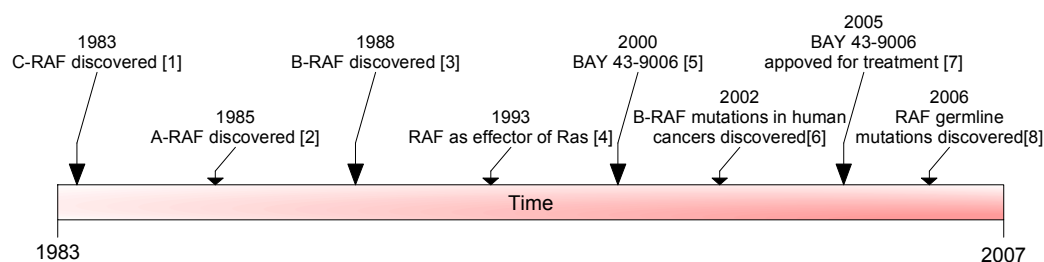 1983
C-RAF discovered [1]
1985
A-RAF discovered [2]
1988
B-RAF discovered [3]
1993
RAF as effector of Ras [4]
2000
BAY 43-9006 [5]
2002
B-RAF mutations in human
cancers discovered[6]
2005
BAY 43-9006
appoved for treatment [7]
2006
RAF germline
mutations discovered[8]
Time
1983
2007